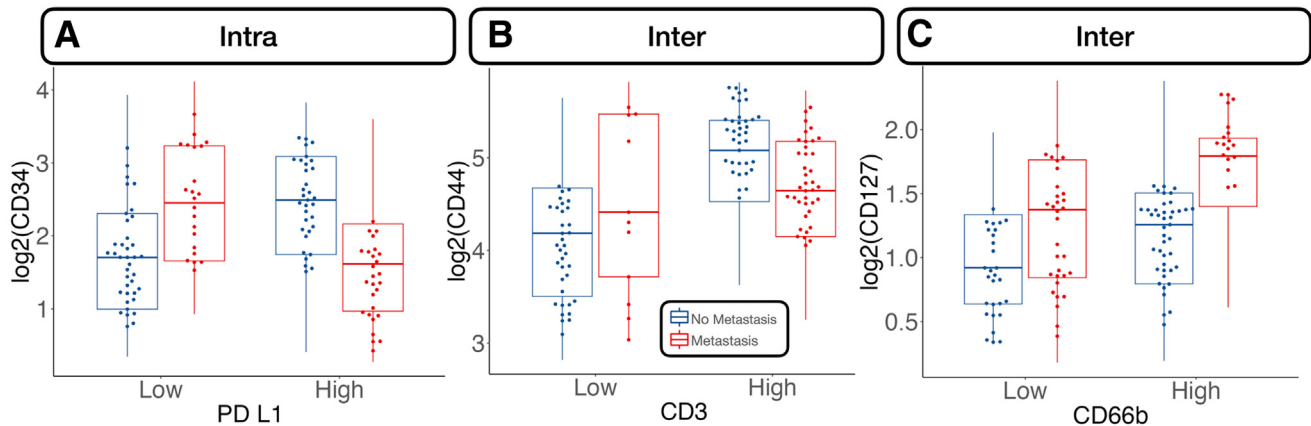 A Intra
log2(CD34)
4
3
2
1
Low High
PD L1
B Inter
log2(CD44)
5
4
3
No Metastasis
Metastasis
Low High
CD3
C Inter
log2(CD127)
2.0
1.5
1.0
0.5
Low High
CD66b